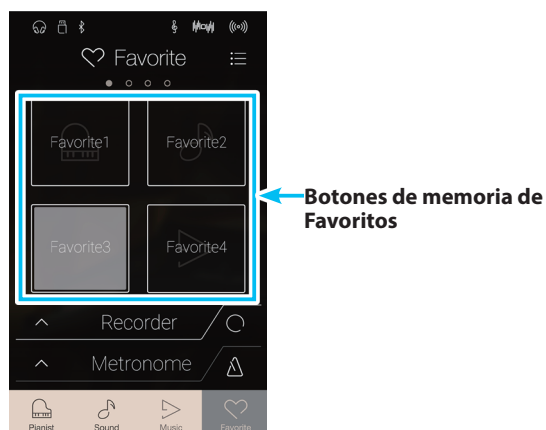 Favorite
Favorite1
Favorite2
Botones de memoria de
Favoritos
Favorite3
Favorite4
Recorder
Metronome
Pianist Sound Music Favorite